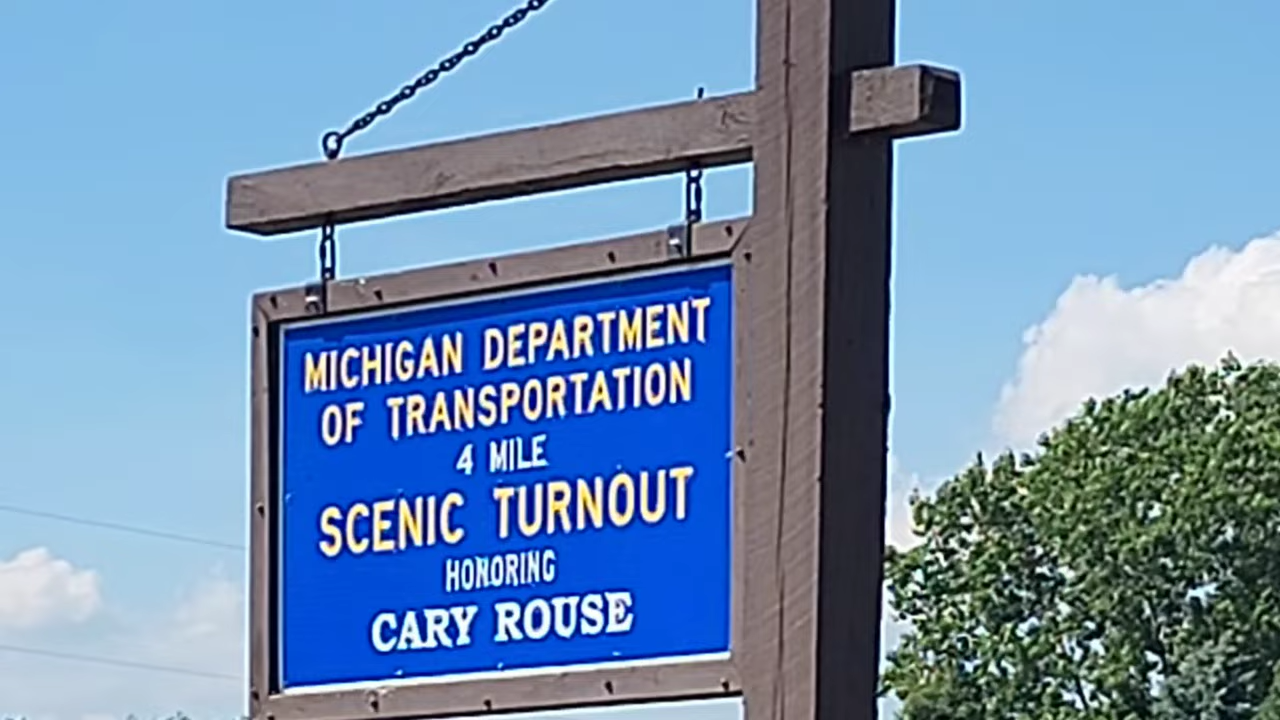 MICHIGAN DEPARTMENT
OF TRANSPORTATION
4 MILE
SCENIC TURNOUT
HONORING
CARY ROUSE